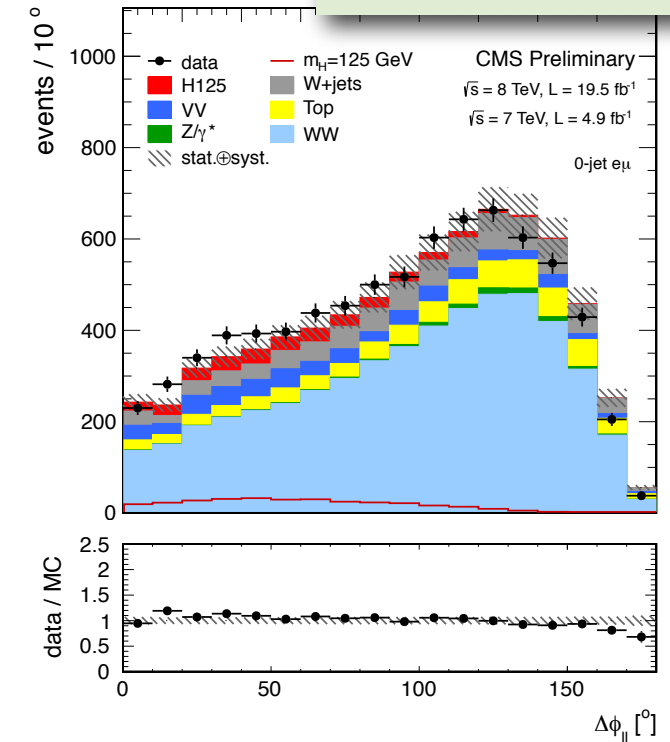 events / 10 °
1000
800
600
400
200
0
data
m_H=125 GeV
H125
W+jets
VV
Top
Z/γ*
WW
stat.⊕syst.
CMS Preliminary
√s = 8 TeV, L = 19.5 fb⁻¹
√s = 7 TeV, L = 4.9 fb⁻¹
0-jet eμ
data / MC
2.5
2
1.5
1
0.5
0
0 50 100 150
Δϕ_ll [°]